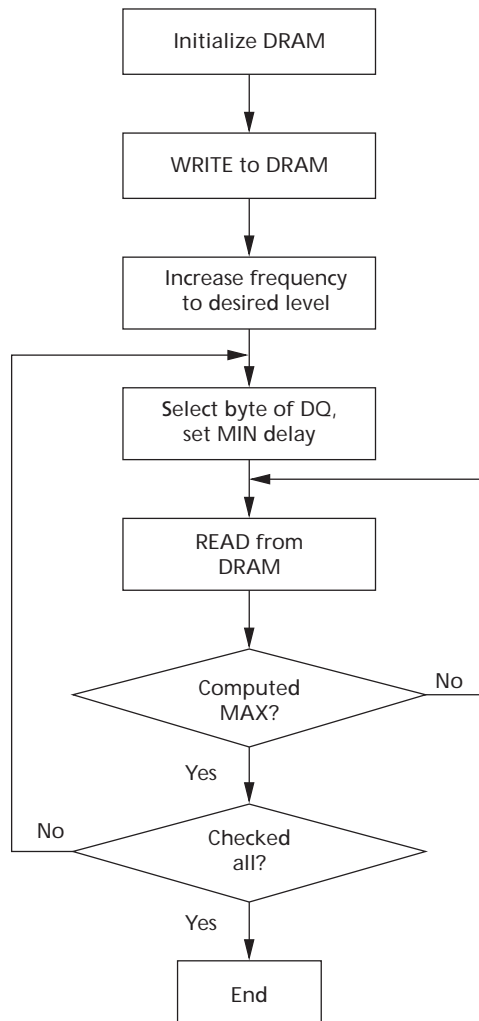 Initialize DRAM
WRITE to DRAM
Increase frequency
to desired level
Select byte of DQ,
set MIN delay
READ from
DRAM
Computed
MAX?
No
Yes
No
Checked
all?
Yes
End